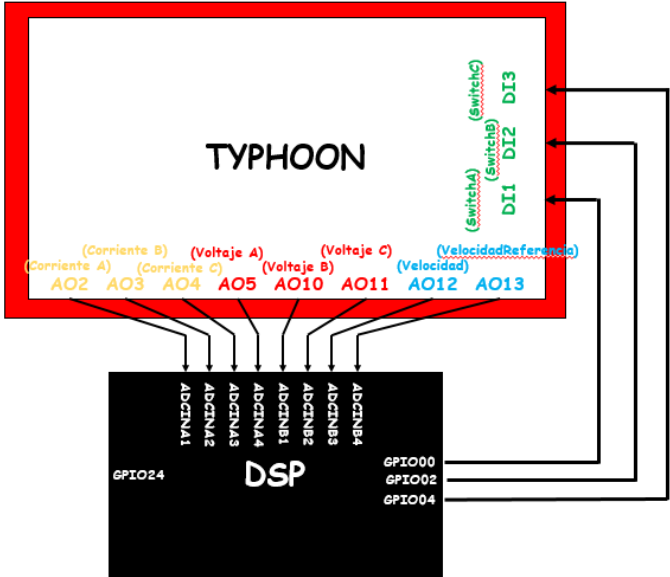 (SwitchC)
DI3
TYPHOON
(SwitchB)
DI2
(SwitchA)
DI1
(Corriente B)
(Voltaje A)
(Voltaje C)
(VelocidadReferencia)
(Corriente A)
(Corriente C)
(Voltaje B)
(Velocidad)
AO2
AO3
AO4
AO5
AO10
AO11
AO12
AO13
ADCINA1
ADCINA2
ADCINA3
ADCINA4
ADCINB1
ADCINB2
ADCINB3
ADCINB4
GPIO24
DSP
GPIO00
GPIO02
GPIO04